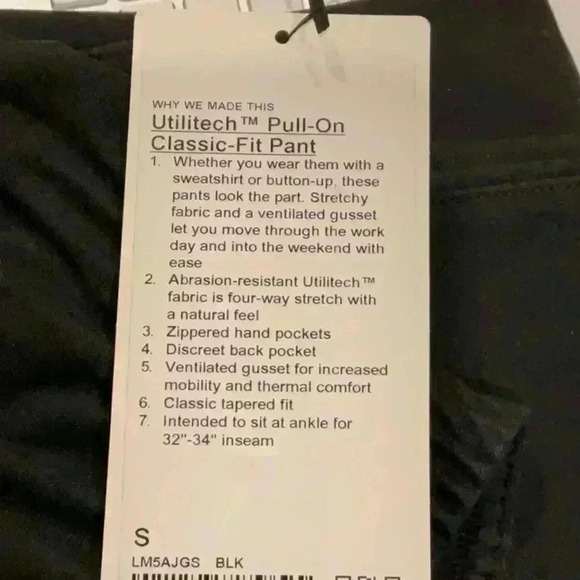 WHY WE MADE THIS
Utilitech™ Pull-On
Classic-Fit Pant
1. Whether you wear them with a
sweatshirt or button-up, these
pants look the part. Stretchy
fabric and a ventilated gusset
let you move through the work
day and into the weekend with
ease
2. Abrasion-resistant Utilitech™
fabric is four-way stretch with
a natural feel
3. Zippered hand pockets
4. Discreet back pocket
5. Ventilated gusset for increased
mobility and thermal comfort
6. Classic tapered fit
7. Intended to sit at ankle for
32"-34" inseam
S
LM5AJGS BLK